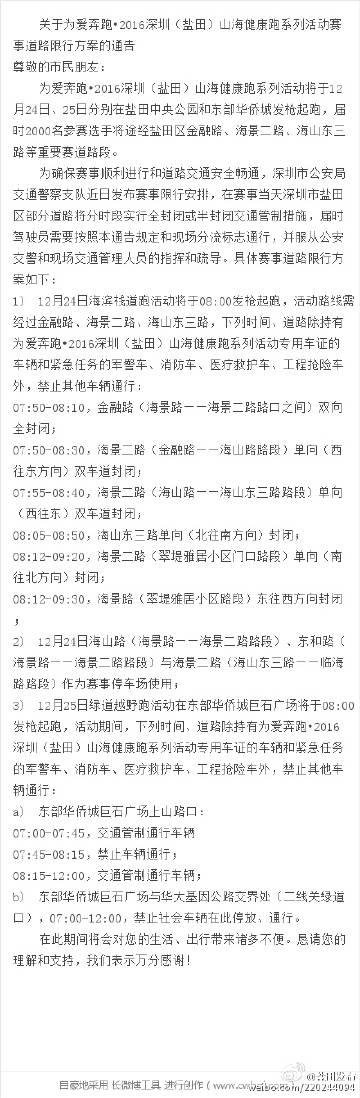 关于为爱奔跑•2016深圳（盐田）山海健康跑系列活动赛
事道路限行方案的通告
尊敬的市民朋友：
为爱奔跑•2016深圳（盐田）山海健康跑系列活动将于12
月24日、25日分别在盐田中央公园和东部华侨城发枪起跑，届
时2000名参赛选手将途经盐田区金融路、海景二路、海山东三
路等重要赛道路段。
为确保赛事顺利进行和道路交通安全畅通，深圳市公安局
交通警察支队近日发布赛事限行安排，在赛事当天深圳市盐田
区部分道路将分时段实行全封闭或半封闭交通管制措施，届时
驾驶员需要按照本通告规定和现场分流标志通行，并服从公安
交警和现场交通管理人员的指挥和疏导。具体赛事道路限行方
案如下：
1） 12月24日海滨栈道跑活动将于08:00发枪起跑，活动路线需
经过金融路、海景二路、海山东三路，下列时间、道路除持有
为爱奔跑•2016深圳（盐田）山海健康跑系列活动专用车证的
车辆和紧急任务的军警车、消防车、医疗救护车、工程抢险车
外，禁止其他车辆通行：
07:50-08:10，金融路（海景路——海景二路路口之间）双向
全封闭；
07:50-08:30，海景二路（金融路——海山路路段）单向（西
往东方向）双车道封闭；
07:55-08:40，海景二路（海山路——海山东三路路段）单向
（西往东）双车道封闭；
08:05-08:50，海山东三路单向（北往南方向）封闭；
08:12-09:20，海景二路（翠堤雅居小区门口路段）单向（南
往北方向）封闭；
08:12-09:30，海景路（翠堤雅居小区路段）东往西方向封闭
；
2） 12月24日海山路（海景路——海景二路路段）、东和路（
海景路——海景二路路段）与海景二路（海山东三路——临海
路路段）作为赛事停车场使用；
3） 12月25日绿道越野跑活动在东部华侨城巨石广场将于08:00
发枪起跑，活动期间，下列时间、道路除持有为爱奔跑•2016
深圳（盐田）山海健康跑系列活动专用车证的车辆和紧急任务
的军警车、消防车、医疗救护车、工程抢险车外，禁止其他车
辆通行：
a） 东部华侨城巨石广场上山路口：
07:00-07:45，交通管制通行车辆
07:45-08:15，禁止车辆通行；
08:15-12:00，交通管制通行车辆；
b） 东部华侨城巨石广场与华大基因公路交界处（二线关绿道
口），07:00-12:00，禁止社会车辆在此停放、通行。
在此期间将会对您的生活、出行带来诸多不便。恳请您的
理解和支持，我们表示万分感谢！
自豪地采用 长微博工具 进行创作
@盐田发布
weibo.com/220244094